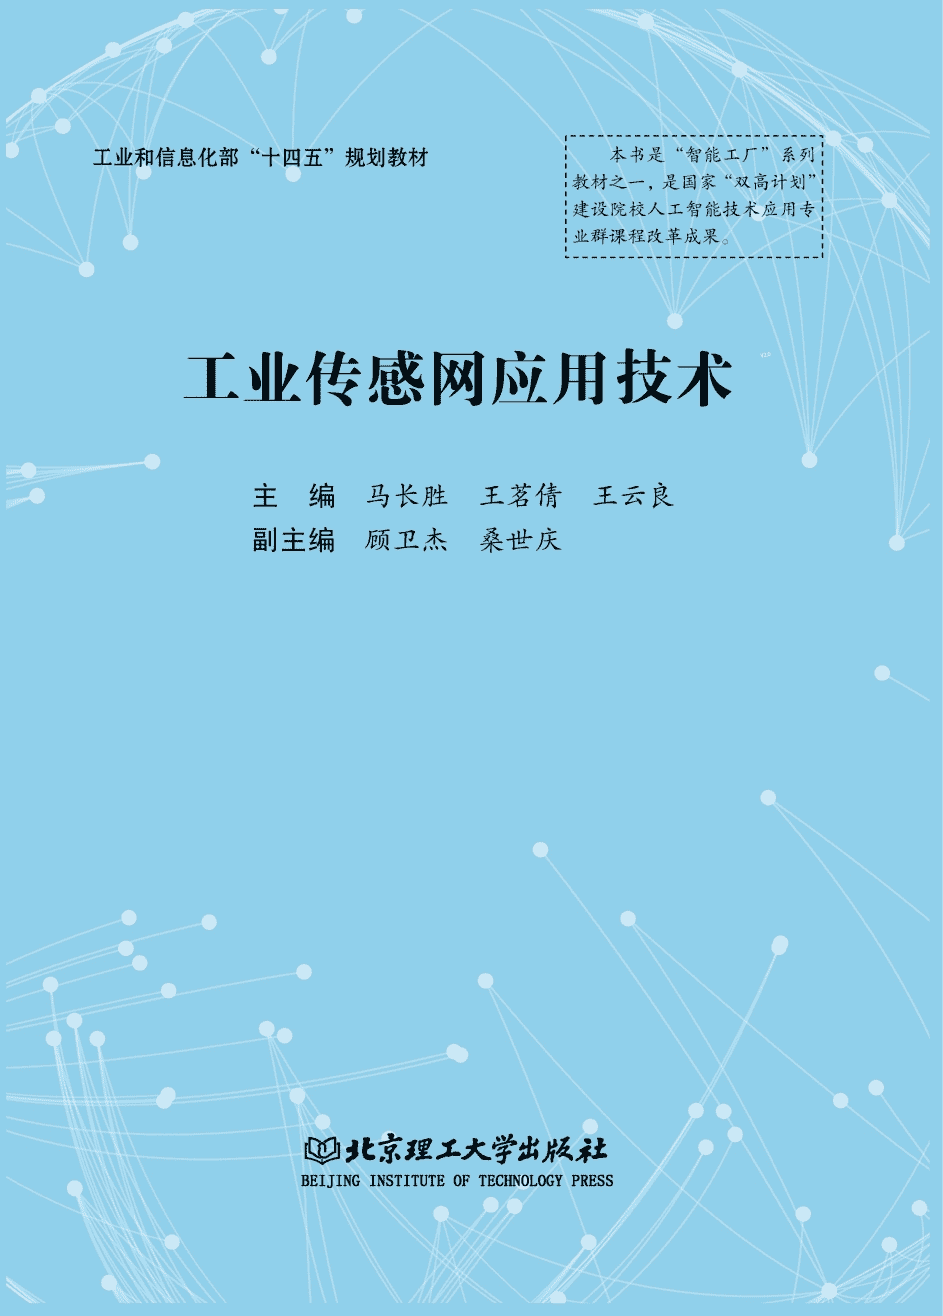 工业和信息化部“十四五”规划教材
本书是“智能工厂”系列
教材之一，是国家“双高计划”
建设院校人工智能技术应用专
业群课程改革成果。
工业传感网应用技术
主　编　马长胜　王茗倩　王云良
副主编　顾卫杰　桑世庆
北京理工大学出版社
BEIJING INSTITUTE OF TECHNOLOGY PRESS